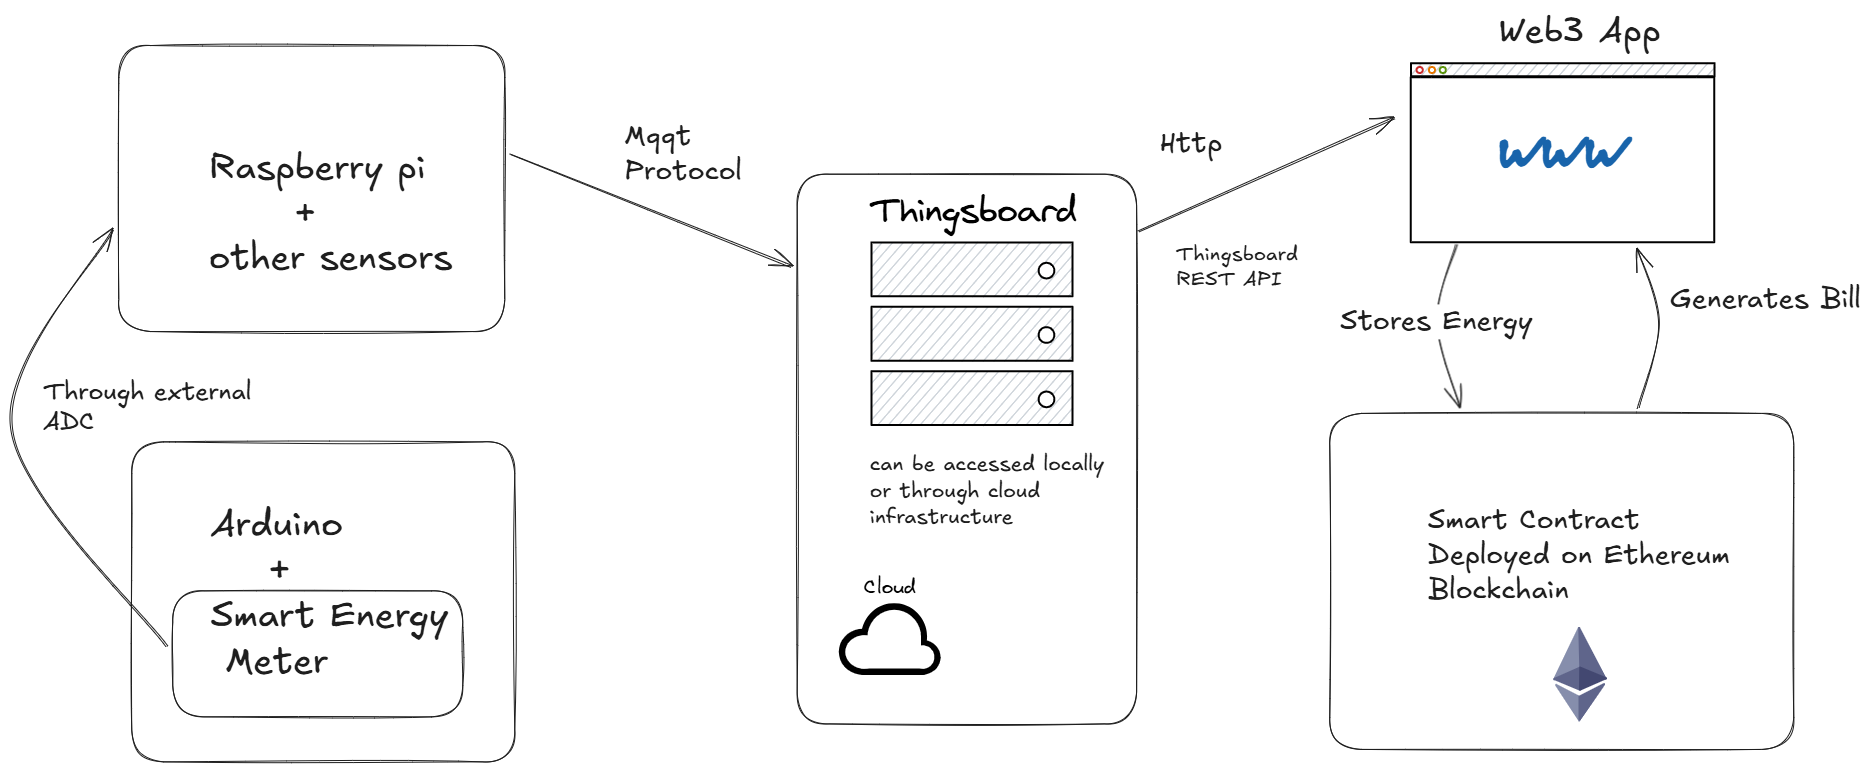 Web3 App
www
Raspberry pi
+
other sensors
Mqqt
Protocol
Http
Thingsboard
Thingsboard
REST API
Stores Energy
Generates Bill
Through external
ADC
can be accessed locally
or through cloud
infrastructure
Cloud
Arduino
+
Smart Energy
Meter
Smart Contract
Deployed on Ethereum
Blockchain